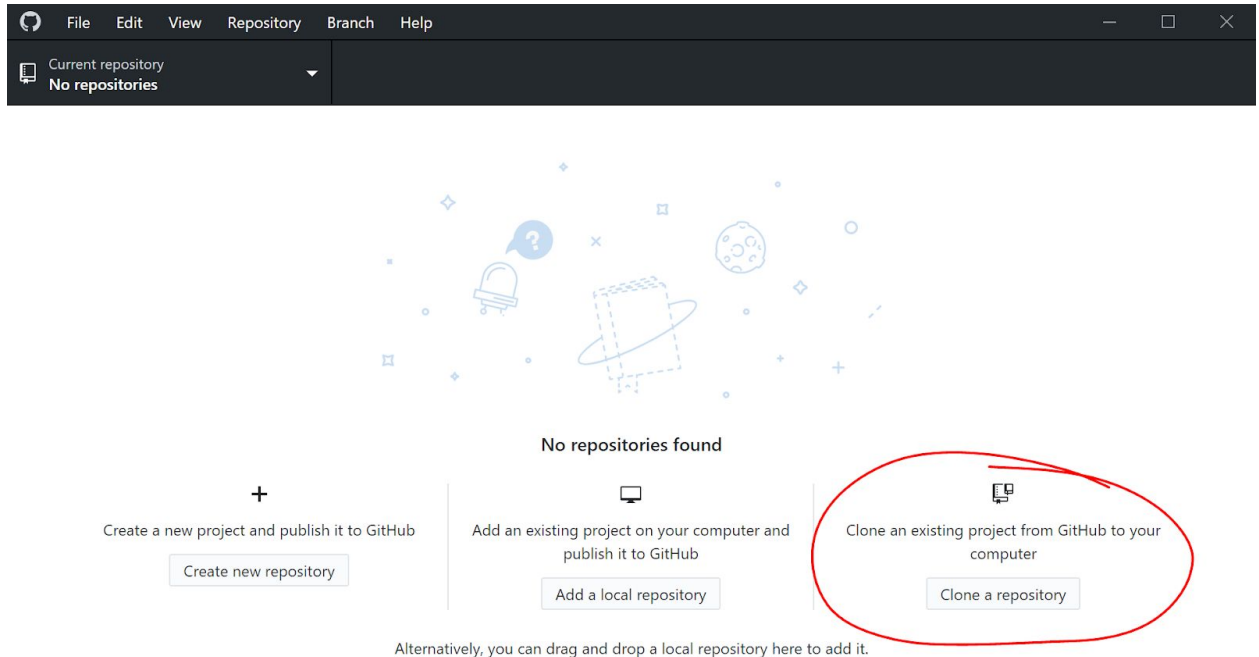 File Edit View Repository Branch Help
Current repository
No repositories
?
No repositories found
Create a new project and publish it to GitHub
Create new repository
Add an existing project on your computer and
publish it to GitHub
Add a local repository
Clone an existing project from GitHub to your
computer
Clone a repository
Alternatively, you can drag and drop a local repository here to add it.